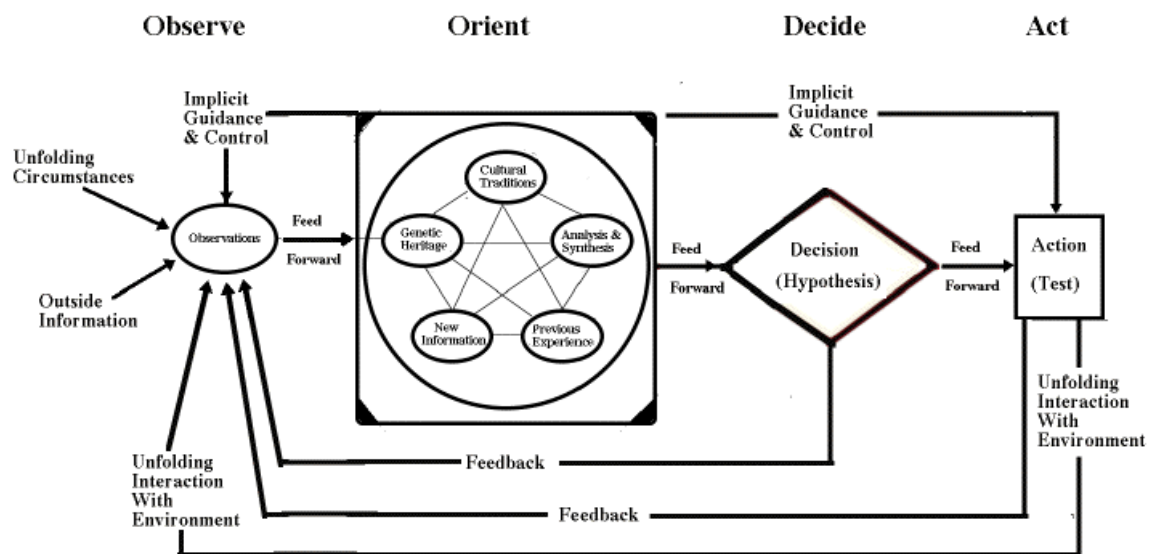 Observe
Orient
Decide
Act
Implicit
Guidance
& Control
Implicit
Guidance
& Control
Unfolding
Circumstances
Observations
Outside
Information
Feed
Forward
Cultural
Traditions
Genetic
Heritage
Analysis &
Synthesis
New
Information
Previous
Experience
Feed
Forward
Decision
(Hypothesis)
Feed
Forward
Action
(Test)
Unfolding
Interaction
With
Environment
Feedback
Unfolding
Interaction
With
Environment
Feedback